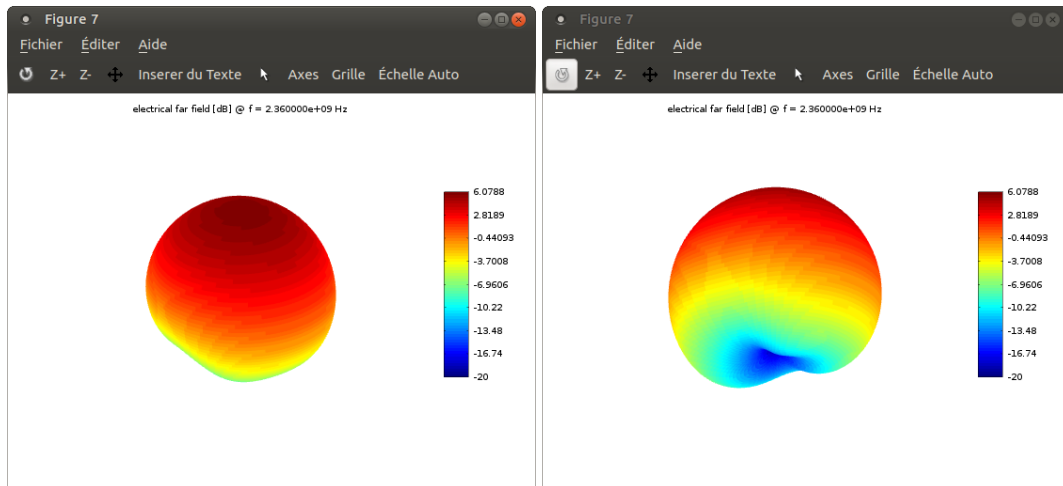 Figure 7
Fichier Éditer Aide
Z+ Z- Inserer du Texte Axes Grille Échelle Auto
electrical far field [dB] @ f = 2.360000e+09 Hz
6.0788
2.8189
-0.44093
-3.7008
-6.9606
-10.22
-13.48
-16.74
-20
Figure 7
Fichier Éditer Aide
Z+ Z- Inserer du Texte Axes Grille Échelle Auto
electrical far field [dB] @ f = 2.360000e+09 Hz
6.0788
2.8189
-0.44093
-3.7008
-6.9606
-10.22
-13.48
-16.74
-20